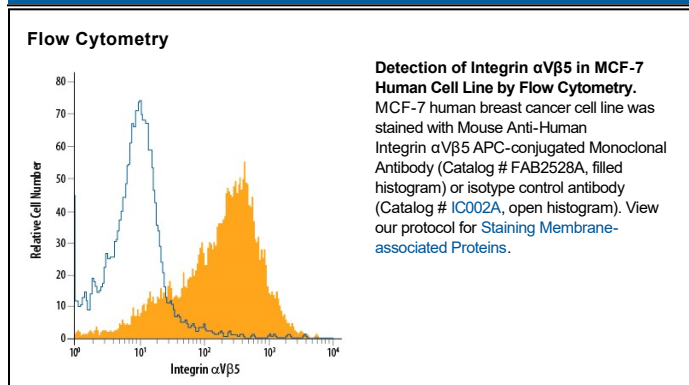 Flow Cytometry
Detection of Integrin αVβ5 in MCF-7
Human Cell Line by Flow Cytometry.
MCF-7 human breast cancer cell line was
stained with Mouse Anti-Human
Integrin αVβ5 APC-conjugated Monoclonal
Antibody (Catalog # FAB2528A, filled
histogram) or isotype control antibody
(Catalog # IC002A, open histogram). View
our protocol for Staining Membrane-
associated Proteins.
Relative Cell Number
80
70
60
50
40
30
20
10
0
10⁰ 10¹ 10² 10³ 10⁴
Integrin αVβ5